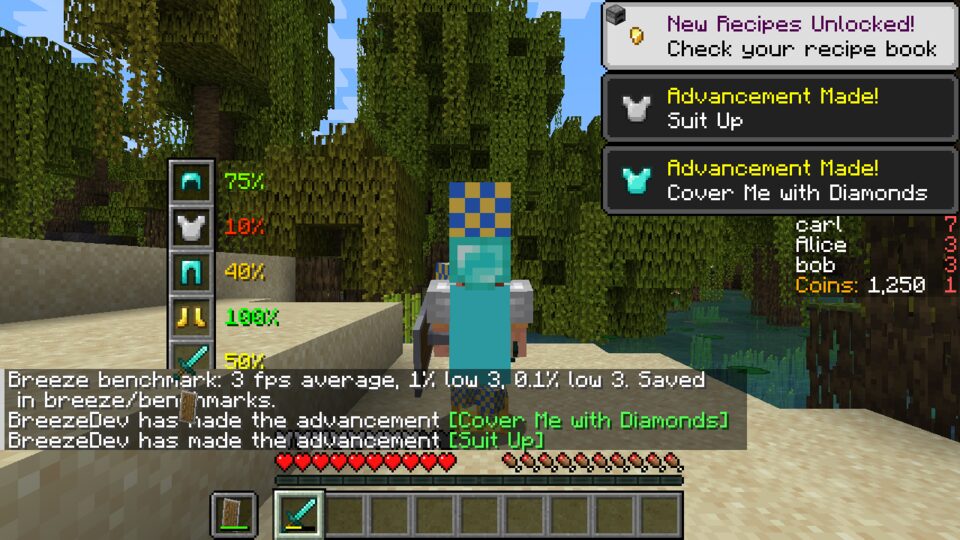 New Recipes Unlocked!
Check your recipe book
Advancement Made!
Suit Up
Advancement Made!
Cover Me with Diamonds
carl 7
Alice 3
bob 3
Coins: 1,250 1
75%
10%
40%
100%
50%
Breeze benchmark: 3 fps average, 1% low 3, 0.1% low 3. Saved
in breeze/benchmarks.
BreezeDev has made the advancement [Cover Me with Diamonds]
BreezeDev has made the advancement [Suit Up]